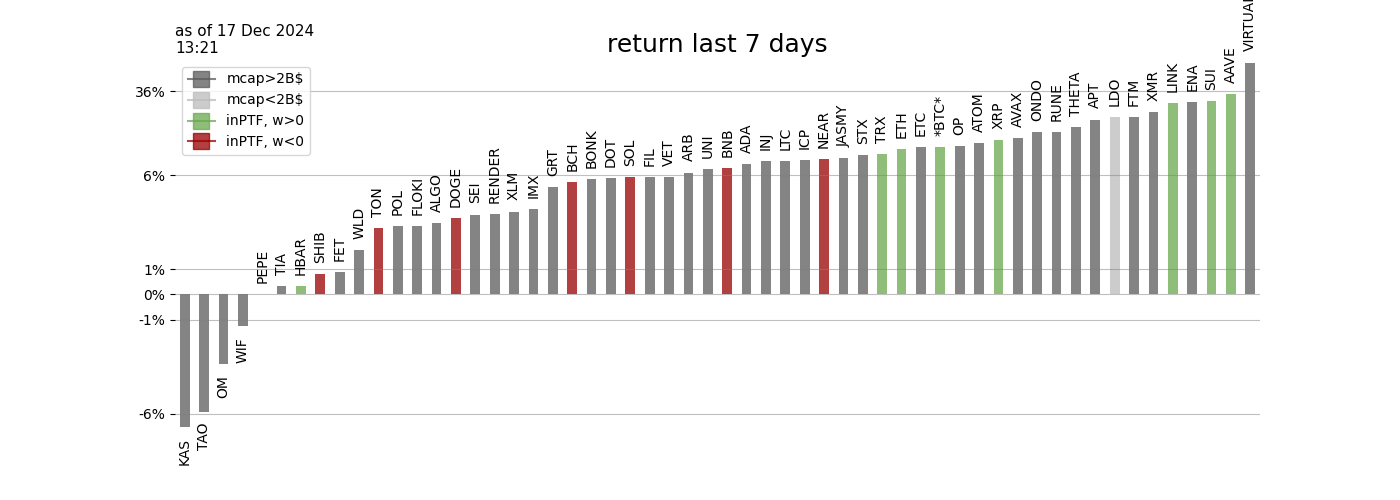 as of 17 Dec 2024
13:21
return last 7 days
mcap>2B$
mcap<2B$
inPTF, w>0
inPTF, w<0
36%
6%
1%
0%
-1%
-6%
KAS
TAO
OM
WIF
PEPE
TIA
HBAR
SHIB
FET
WLD
TON
POL
FLOKI
ALGO
DOGE
SEI
RENDER
XLM
IMX
GRT
BCH
BONK
DOT
SOL
FIL
VET
ARB
UNI
BNB
ADA
INJ
LTC
ICP
NEAR
JASMY
STX
TRX
ETH
ETC
*BTC*
OP
ATOM
XRP
AVAX
ONDO
RUNE
THETA
APT
LDO
FTM
XMR
LINK
ENA
SUI
AAVE
VIRTUAL